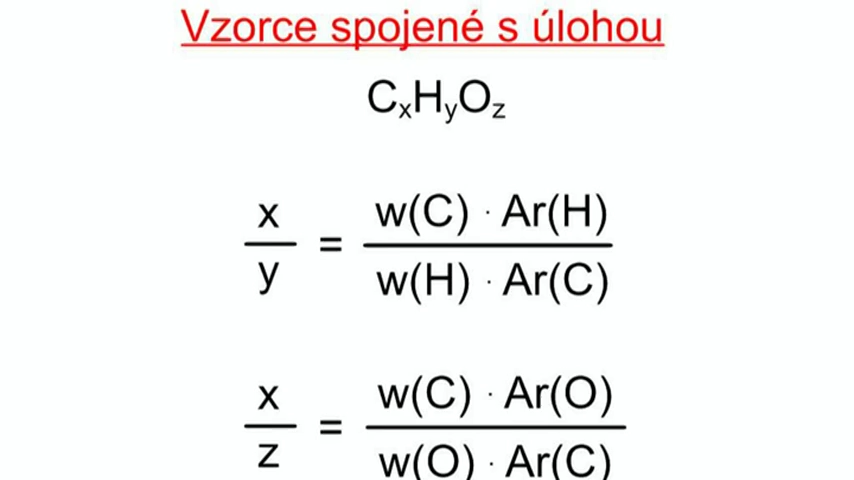 Vzorce spojené s úlohou
CxHyOz
x / y = w(C) · Ar(H) / w(H) · Ar(C)
x / z = w(C) · Ar(O) / w(O) · Ar(C)